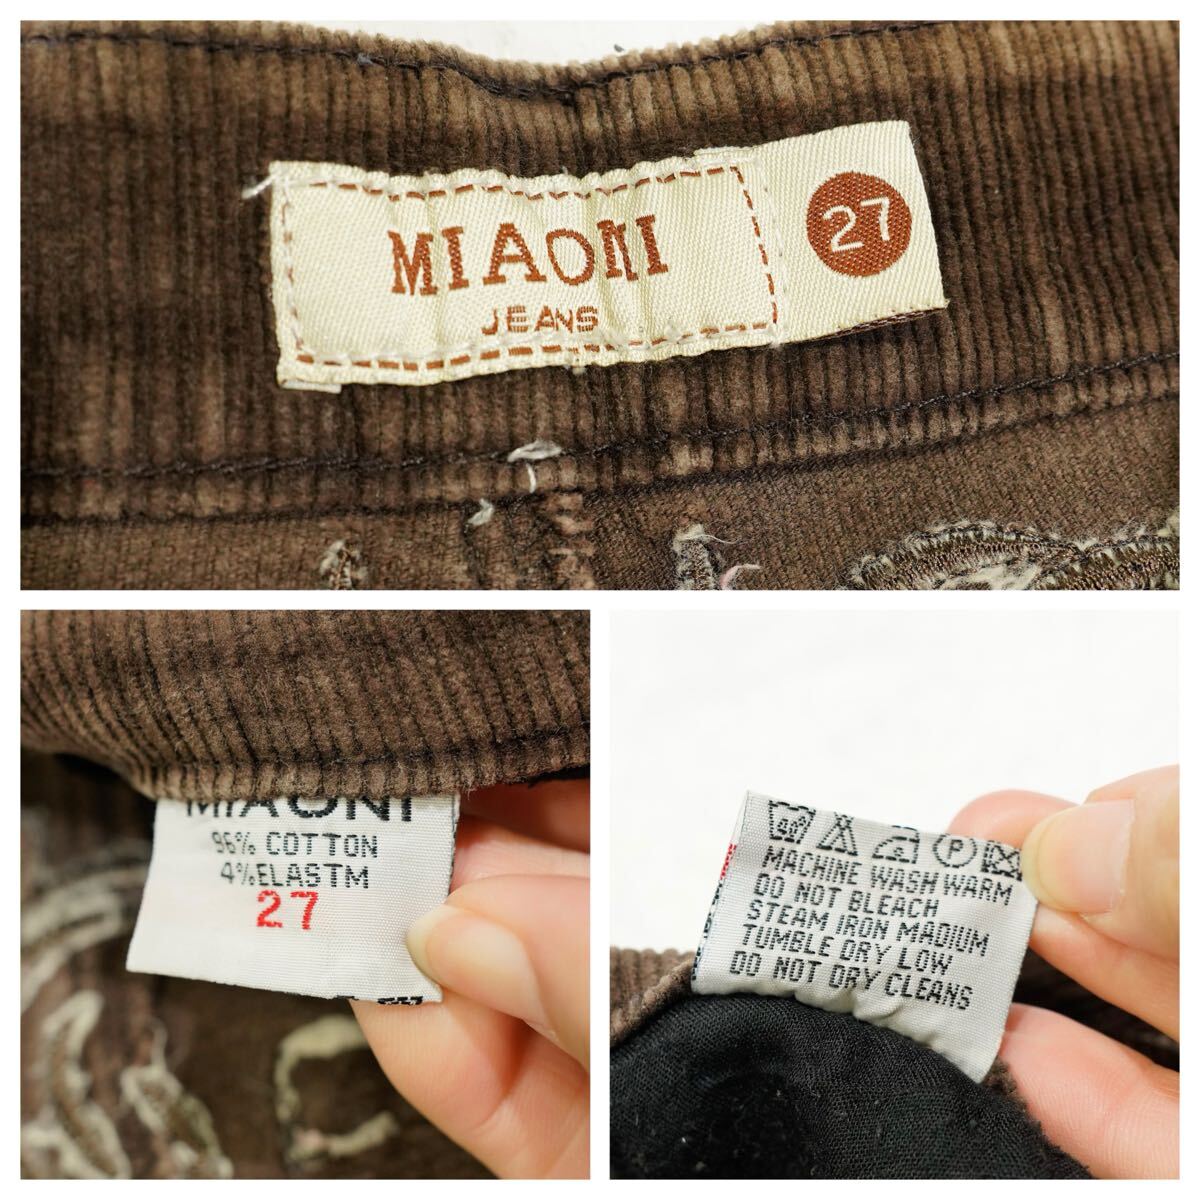 MIAONI
JEANS
27
MIAONI
96% COTTON
4%ELASTM
27
40°
P
MACHINE WASH WARM
DO NOT BLEACH
STEAM IRON MADIUM
TUMBLE DRY LOW
DO NOT DRY CLEANS